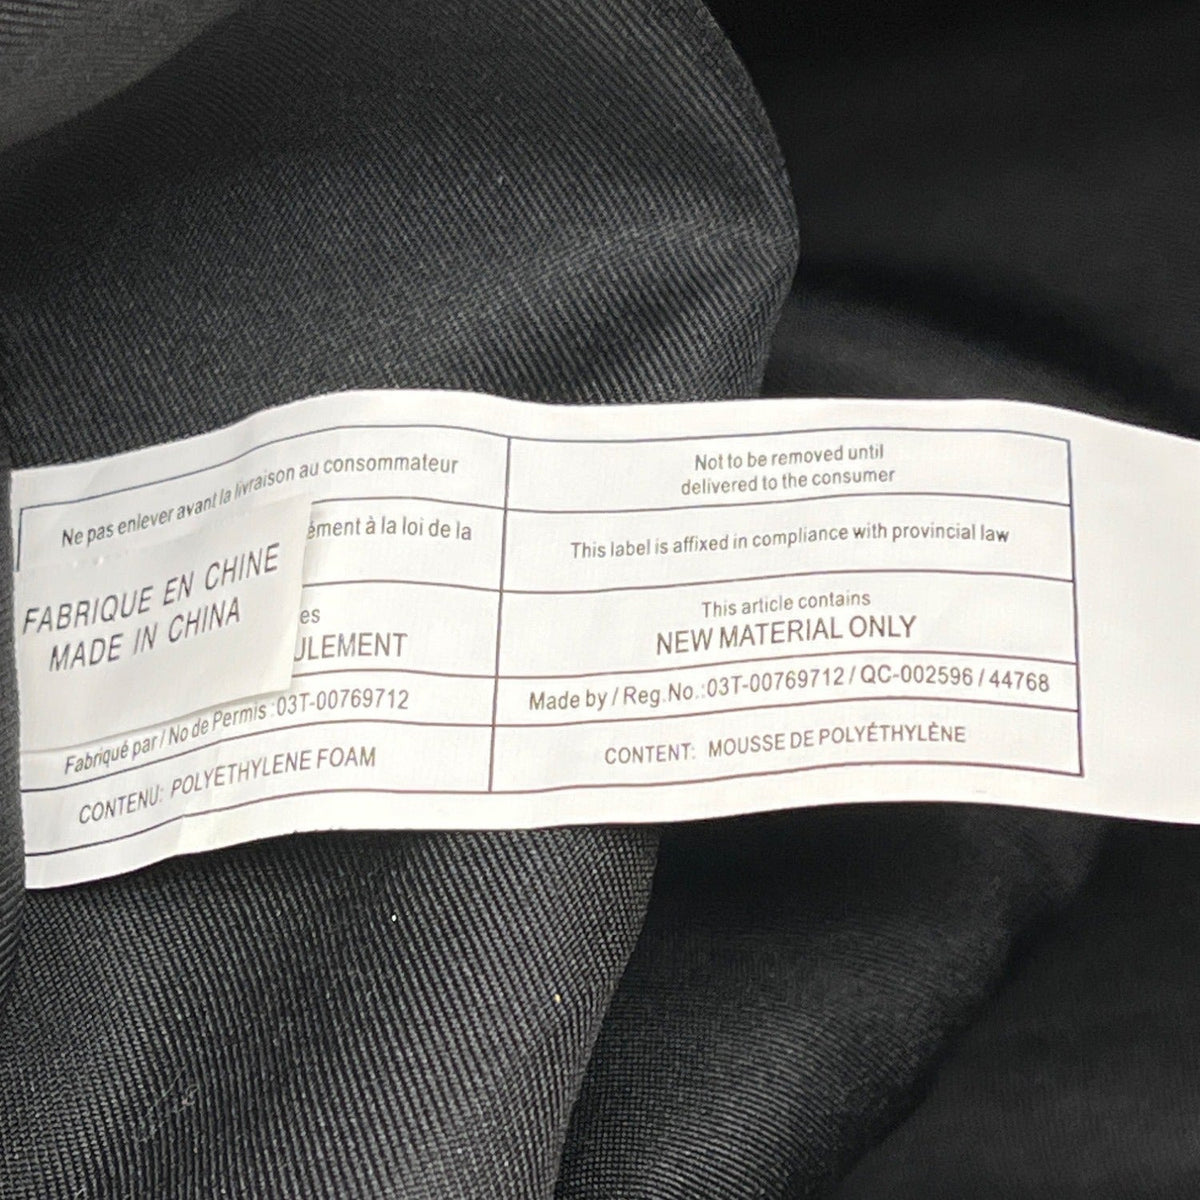 Ne pas enlever avant la livraison au consommateur
ément à la loi de la
FABRIQUE EN CHINE
MADE IN CHINA
es
ULEMENT
Fabriqué par / No de Permis :03T-00769712
CONTENU: POLYETHYLENE FOAM
Not to be removed until
delivered to the consumer
This label is affixed in compliance with provincial law
This article contains
NEW MATERIAL ONLY
Made by / Reg.No.:03T-00769712 / QC-002596 / 44768
CONTENT: MOUSSE DE POLYÉTHYLÈNE